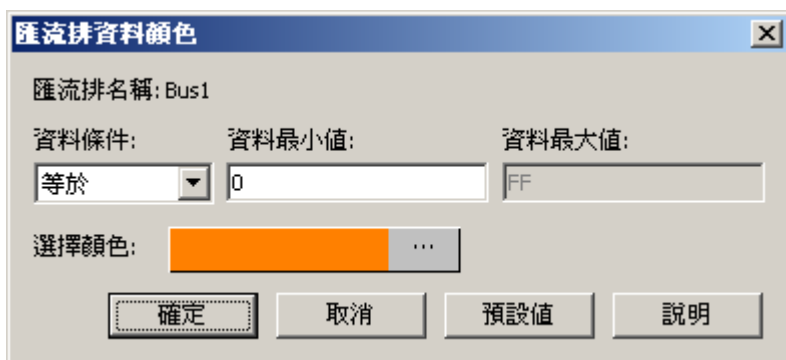 匯流排資料顏色
匯流排名稱: Bus1
資料條件: 資料最小值: 資料最大值:
等於 0 FF
選擇顏色: ...
確定 取消 預設值 說明